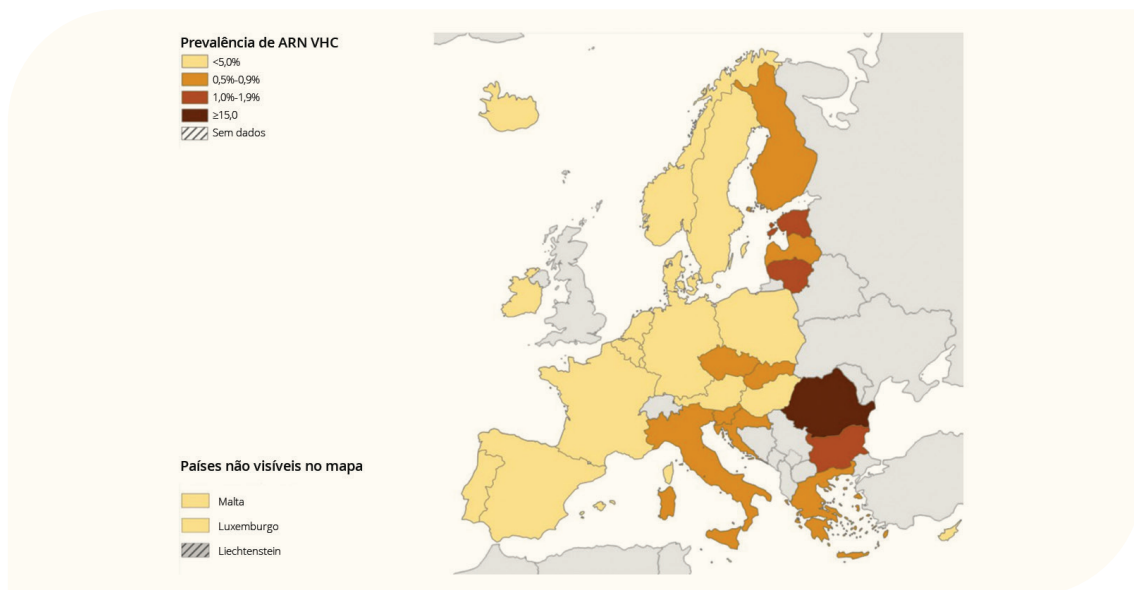 Prevalência de ARN VHC
<5,0%
0,5%-0,9%
1,0%-1,9%
≥15,0
Sem dados
Países não visíveis no mapa
Malta
Luxemburgo
Liechtenstein